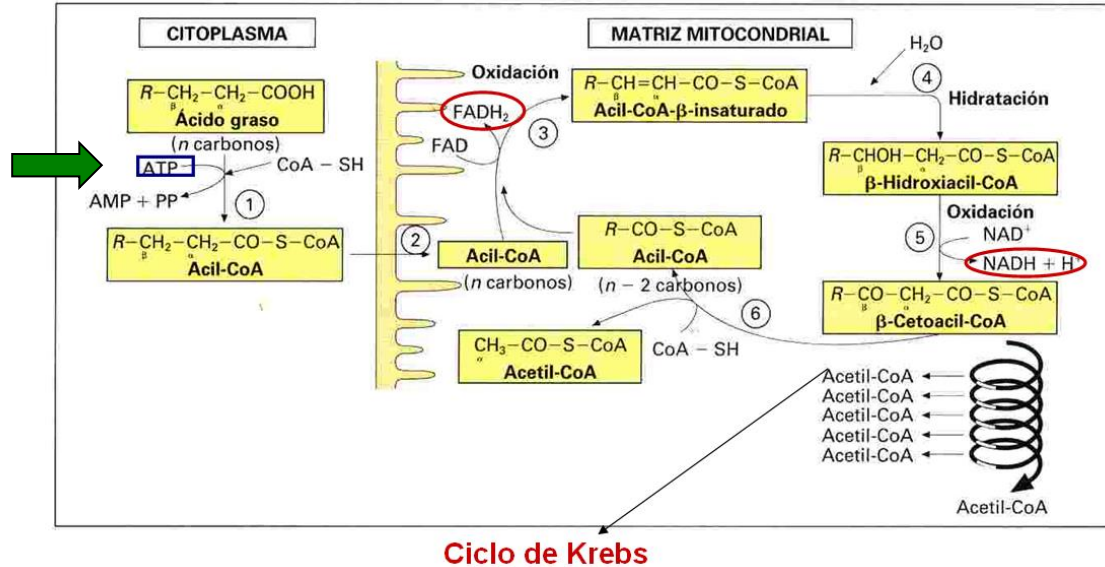 CITOPLASMA
R–CH₂–CH₂–COOH
β α
Ácido graso
(n carbonos)
ATP
CoA – SH
AMP + PP
1
R–CH₂–CH₂–CO–S–CoA
β α
Acil-CoA
2
MATRIZ MITOCONDRIAL
Oxidación
FADH₂
FAD
3
R–CH=CH–CO–S–CoA
β α
Acil-CoA-β-insaturado
H₂O
4
Hidratación
R–CHOH–CH₂–CO–S–CoA
β α
β-Hidroxiacil-CoA
Oxidación
5
NAD⁺
NADH + H
R–CO–CH₂–CO–S–CoA
β α
β-Cetoacil-CoA
Acil-CoA
(n carbonos)
R–CO–S–CoA
Acil-CoA
(n – 2 carbonos)
6
CoA – SH
CH₃–CO–S–CoA
α
Acetil-CoA
Acetil-CoA
Acetil-CoA
Acetil-CoA
Acetil-CoA
Acetil-CoA
Acetil-CoA
Ciclo de Krebs